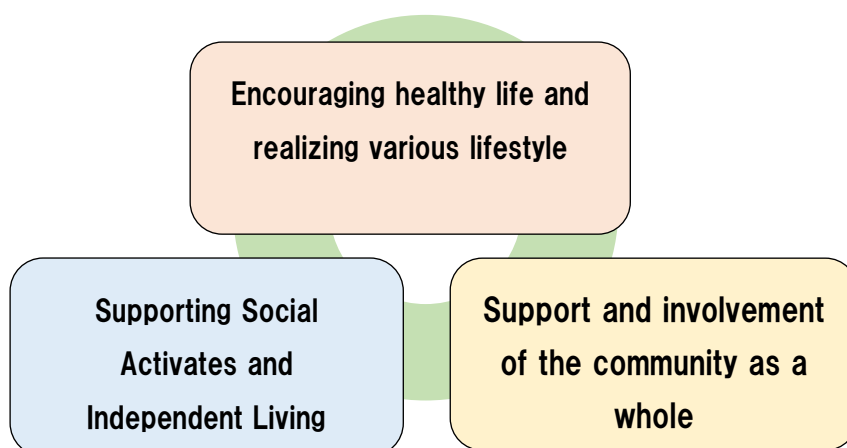 Encouraging healthy life and
realizing various lifestyle
Supporting Social
Activates and
Independent Living
Support and involvement
of the community as a
whole